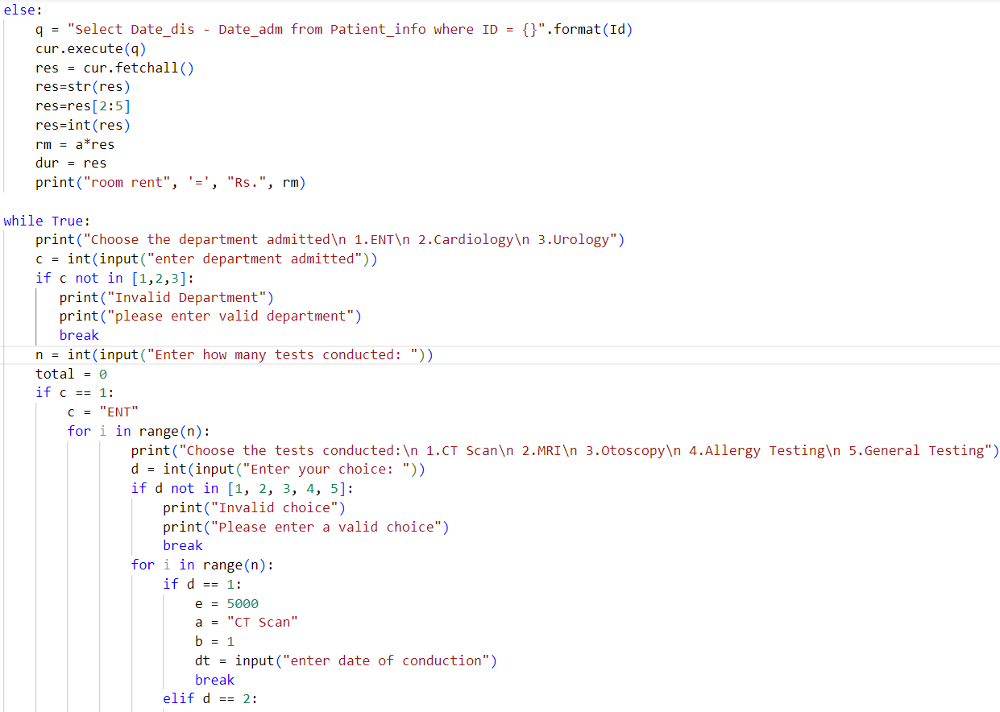 else:
    q = "Select Date_dis - Date_adm from Patient_info where ID = {}".format(Id)
    cur.execute(q)
    res = cur.fetchall()
    res=str(res)
    res=res[2:5]
    res=int(res)
    rm = a*res
    dur = res
    print("room rent", '=', "Rs.", rm)

while True:
    print("Choose the department admitted\n 1.ENT\n 2.Cardiology\n 3.Urology")
    c = int(input("enter department admitted"))
    if c not in [1,2,3]:
       print("Invalid Department")
       print("please enter valid department")
       break
    n = int(input("Enter how many tests conducted: "))
    total = 0
    if c == 1:
        c = "ENT"
        for i in range(n):
                print("Choose the tests conducted:\n 1.CT Scan\n 2.MRI\n 3.Otoscopy\n 4.Allergy Testing\n 5.General Testing")
                d = int(input("Enter your choice: "))
                if d not in [1, 2, 3, 4, 5]:
                    print("Invalid choice")
                    print("Please enter a valid choice")
                    break
                for i in range(n):
                    if d == 1:
                        e = 5000
                        a = "CT Scan"
                        b = 1
                        dt = input("enter date of conduction")
                        break
                    elif d == 2: